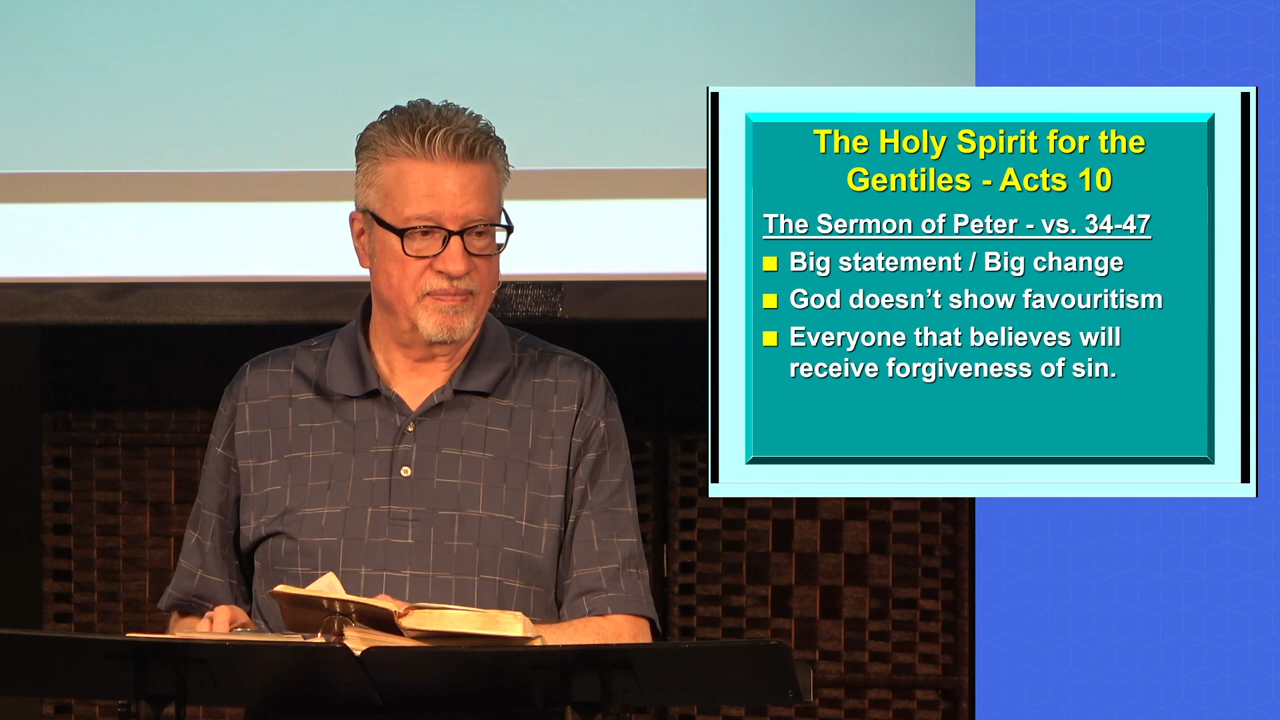 The Holy Spirit for the
Gentiles - Acts 10
The Sermon of Peter - vs. 34-47
Big statement / Big change
God doesn’t show favouritism
Everyone that believes will
receive forgiveness of sin.